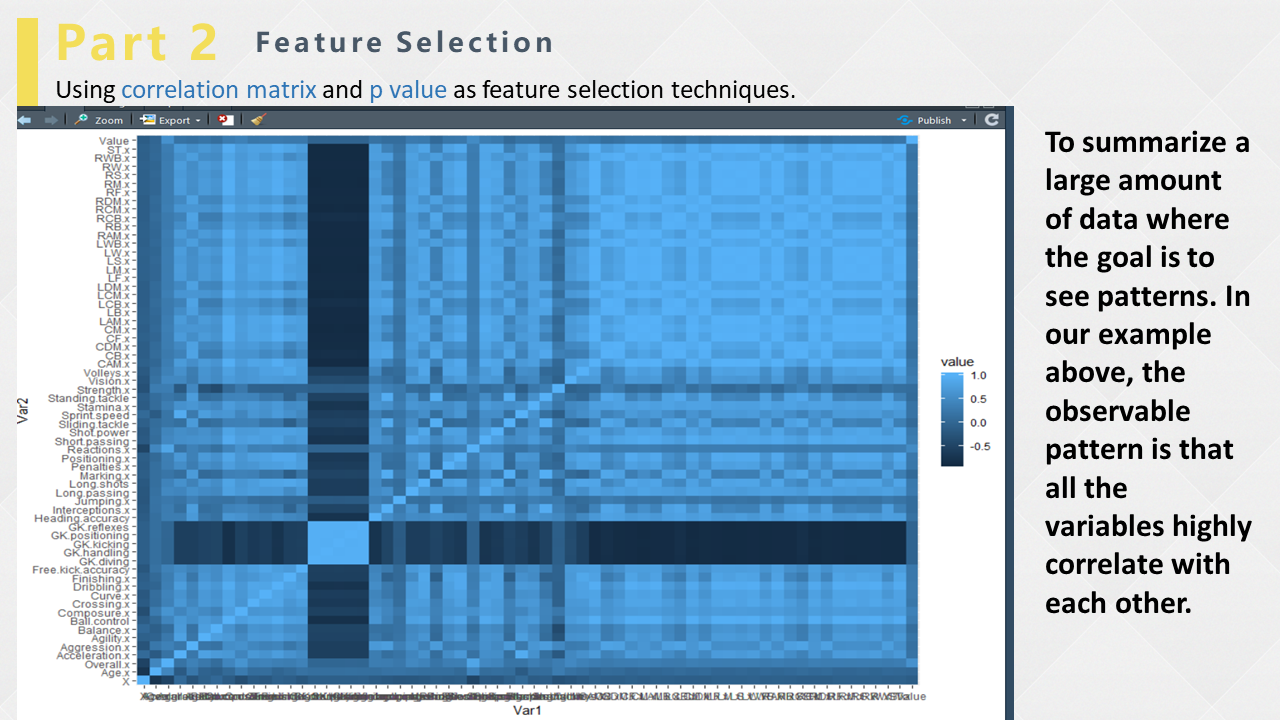 Part 2 Feature Selection
Using correlation matrix and p value as feature selection techniques.
Zoom Export Publish
Value
ST.x
RWB.x
RW.x
RS.x
RM.x
RF.x
RDM.x
RCM.x
RCB.x
RB.x
RAM.x
LWB.x
LW.x
LS.x
LM.x
LF.x
LDM.x
LCM.x
LCB.x
LB.x
LAM.x
CM.x
CF.x
CDM.x
CB.x
CAM.x
Volleys.x
Vision.x
Strength.x
Standing.tackle
Stamina.x
Sprint.speed
Sliding.tackle
Shot.power
Short.passing
Reactions.x
Positioning.x
Penalties.x
Marking.x
Long.shots
Long.passing
Jumping.x
Interceptions.x
Heading.accuracy
GK.reflexes
GK.positioning
GK.kicking
GK.handling
GK.diving
Free.kick.accuracy
Finishing.x
Dribbling.x
Curve.x
Crossing.x
Composure.x
Ball.control
Balance.x
Agility.x
Aggression.x
Acceleration.x
Overall.x
Age.x
X
Var2
Var1
value
1.0
0.5
0.0
-0.5
To summarize a
large amount
of data where
the goal is to
see patterns. In
our example
above, the
observable
pattern is that
all the
variables highly
correlate with
each other.